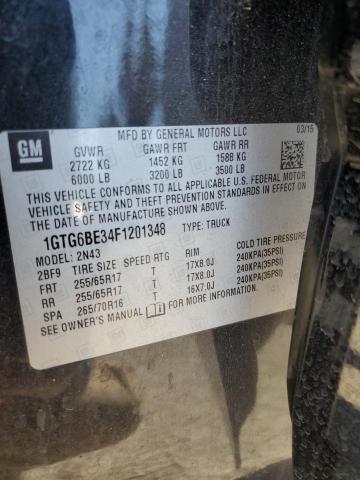 GM
MFD BY GENERAL MOTORS LLC
03/15
GVWR GAWR FRT GAWR RR
2722 KG 1452 KG 1588 KG
6000 LB 3200 LB 3500 LB
THIS VEHICLE CONFORMS TO ALL APPLICABLE U.S. FEDERAL MOTOR
VEHICLE SAFETY AND THEFT PREVENTION STANDARDS IN EFFECT ON THE
DATE OF MANUFACTURE SHOWN ABOVE.
1GTG6BE34F1201348 TYPE: TRUCK
MODEL: 2N43
2BF9 TIRE SIZE SPEED RTG RIM COLD TIRE PRESSURE
FRT 255/65R17 T 17X8.0J 240KPA(35PSI)
RR 255/65R17 T 17X8.0J 240KPA(35PSI)
SPA 265/70R16 T 16X7.0J 240KPA(35PSI)
SEE OWNER'S MANUAL FOR MORE INFORMATION.